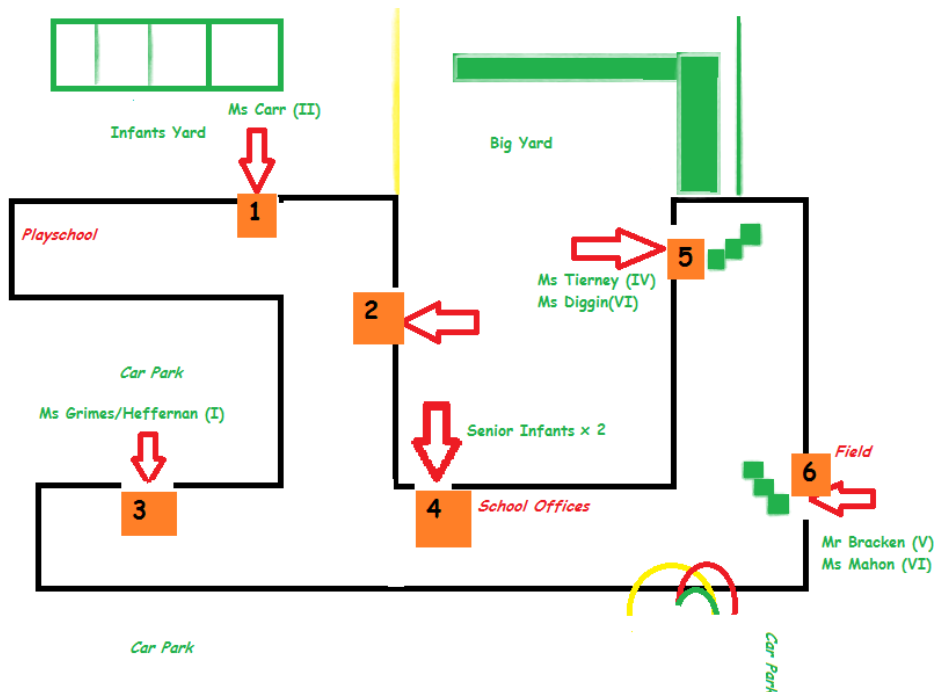 Ms Carr (II)
Infants Yard
Big Yard
1
Playschool
5
Ms Tierney (IV)
Ms Diggin(VI)
2
Car Park
Ms Grimes/Heffernan (I)
Senior Infants x 2
3
4
School Offices
Field
6
Mr Bracken (V)
Ms Mahon (VI)
Car Park
Car Park